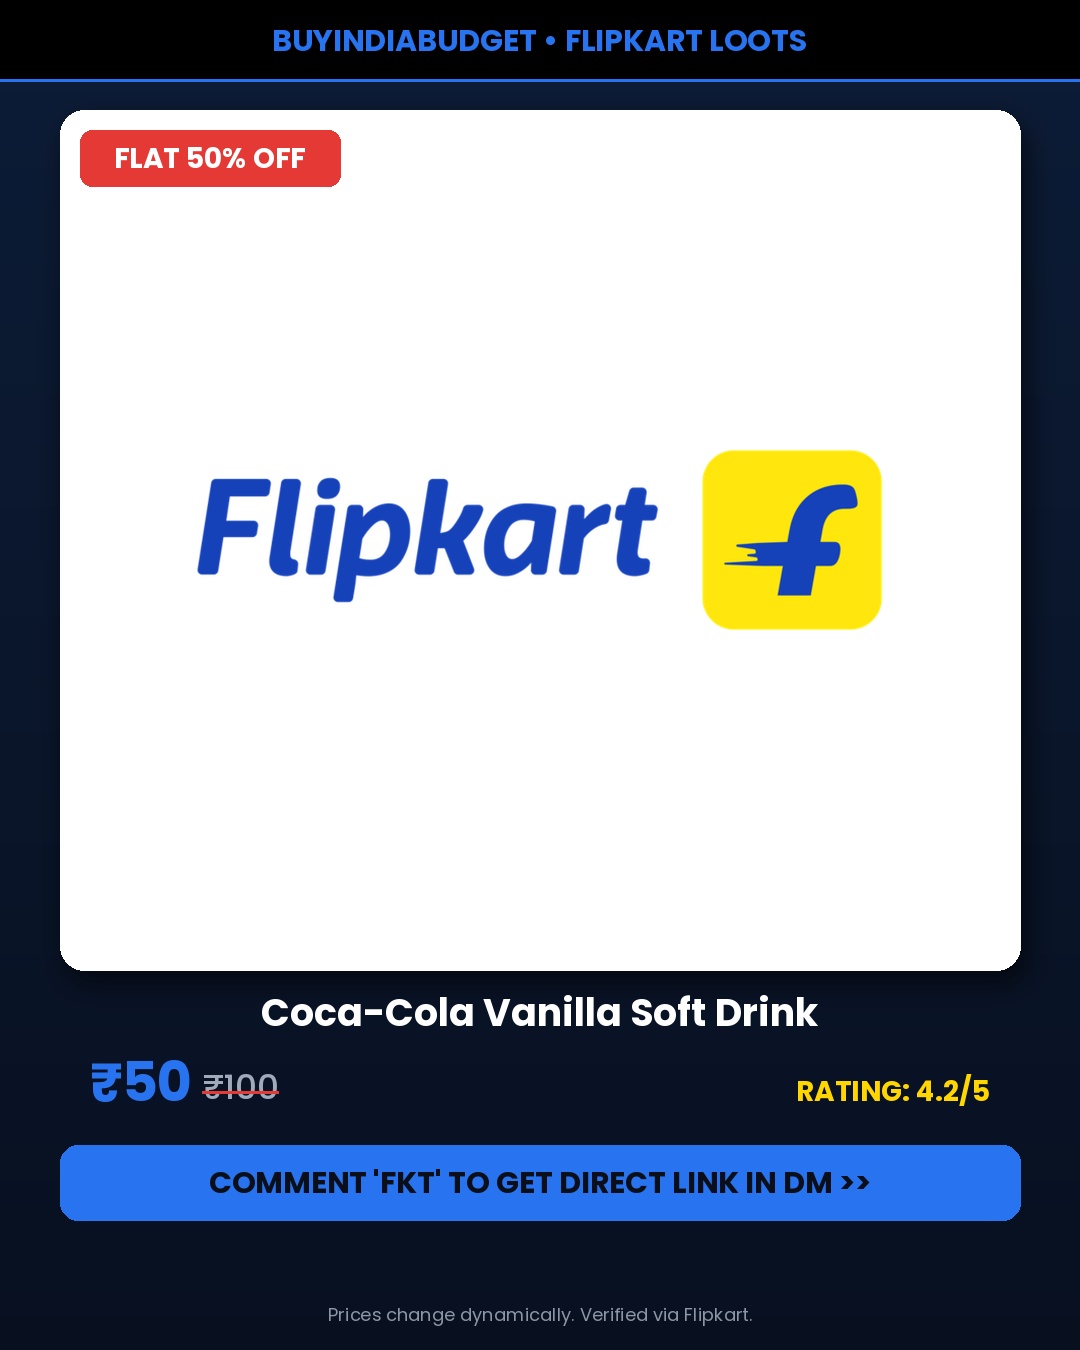 BUYINDIABUDGET • FLIPKART LOOTS
FLAT 50% OFF
Flipkart f
Coca-Cola Vanilla Soft Drink
₹50 ₹100
RATING: 4.2/5
COMMENT 'FKT' TO GET DIRECT LINK IN DM >>
Prices change dynamically. Verified via Flipkart.